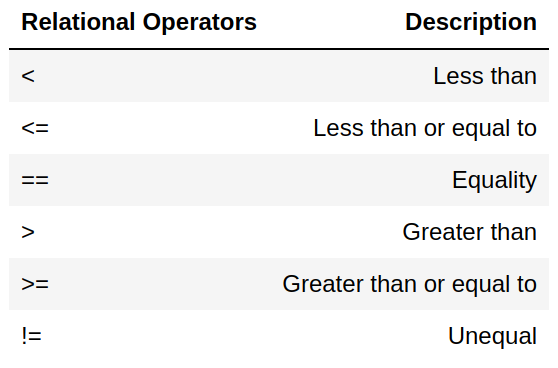 Relational Operators Description
< Less than
<= Less than or equal to
== Equality
> Greater than
>= Greater than or equal to
!= Unequal